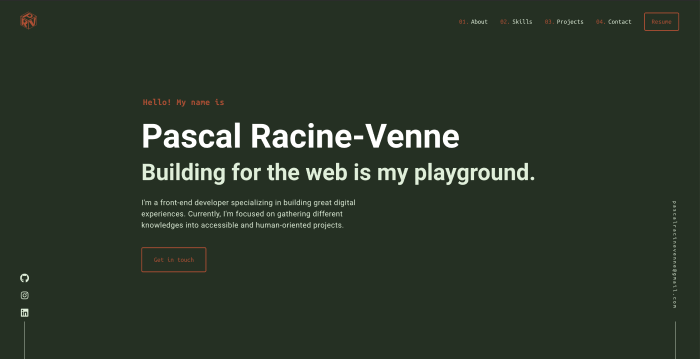 01. About 02. Skills 03. Projects 04. Contact Resume
Hello! My name is
Pascal Racine-Venne
Building for the web is my playground.
I'm a front-end developer specializing in building great digital
experiences. Currently, I'm focused on gathering different
knowledges into accessible and human-oriented projects.
Get in touch
pascalracinevenne@gmail.com